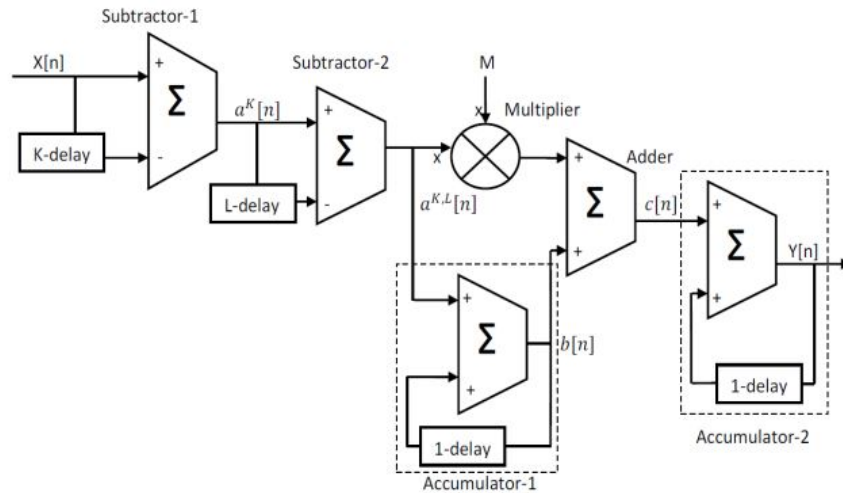 Subtractor-1
X[n]
+
Σ
-
K-delay
a^K[n]
Subtractor-2
+
Σ
-
L-delay
a^{K,L}[n]
M
x
x
Multiplier
+
Σ
+
Adder
c[n]
+
Σ
+
b[n]
1-delay
Accumulator-1
+
Σ
+
Y[n]
1-delay
Accumulator-2